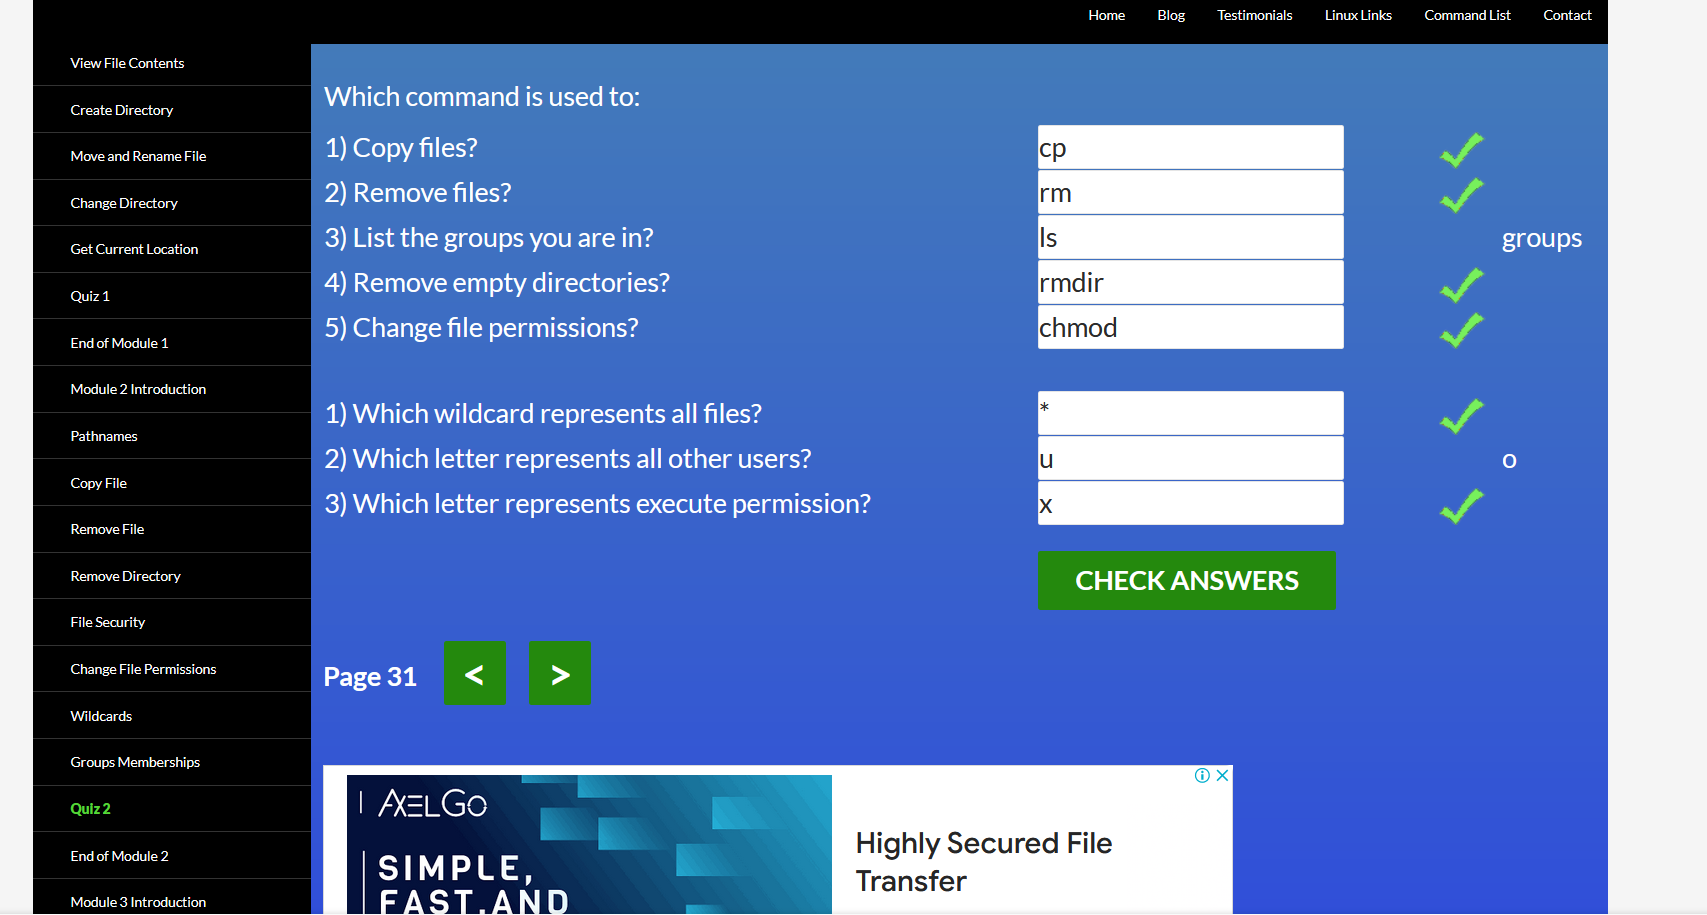 Home Blog Testimonials Linux Links Command List Contact
View File Contents
Create Directory
Move and Rename File
Change Directory
Get Current Location
Quiz 1
End of Module 1
Module 2 Introduction
Pathnames
Copy File
Remove File
Remove Directory
File Security
Change File Permissions
Wildcards
Groups Memberships
Quiz 2
End of Module 2
Module 3 Introduction
Which command is used to:
1) Copy files? cp
2) Remove files? rm
3) List the groups you are in? ls groups
4) Remove empty directories? rmdir
5) Change file permissions? chmod
1) Which wildcard represents all files? *
2) Which letter represents all other users? u o
3) Which letter represents execute permission? x
CHECK ANSWERS
Page 31 < >
AXELGO
SIMPLE,
FAST, AND
Highly Secured File
Transfer